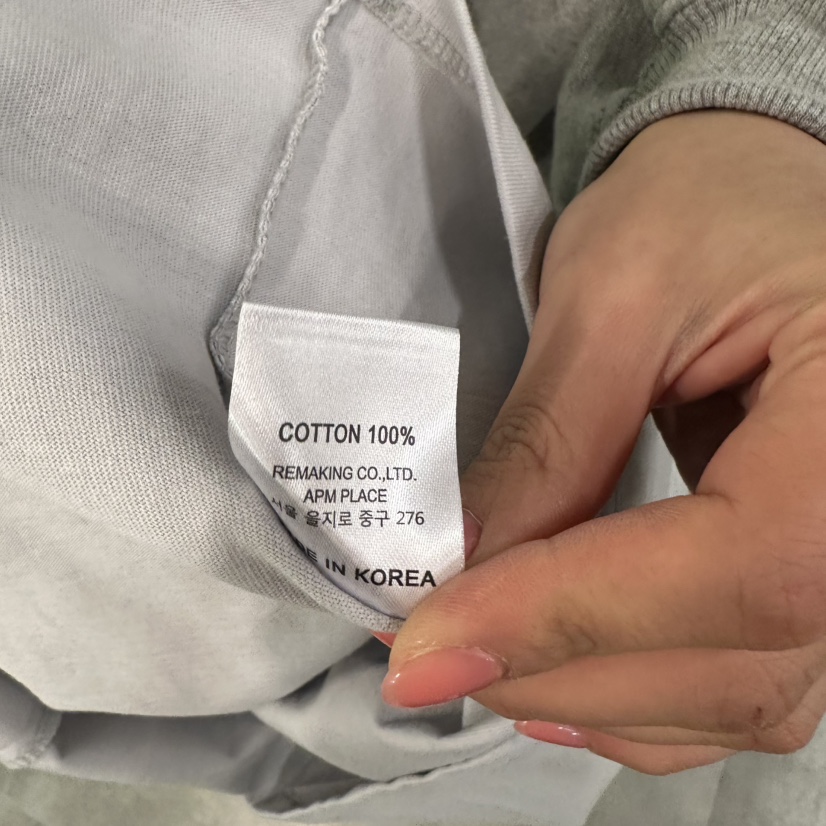 COTTON 100%
REMAKING CO.,LTD.
APM PLACE
서울 을지로 중구 276
IN KOREA